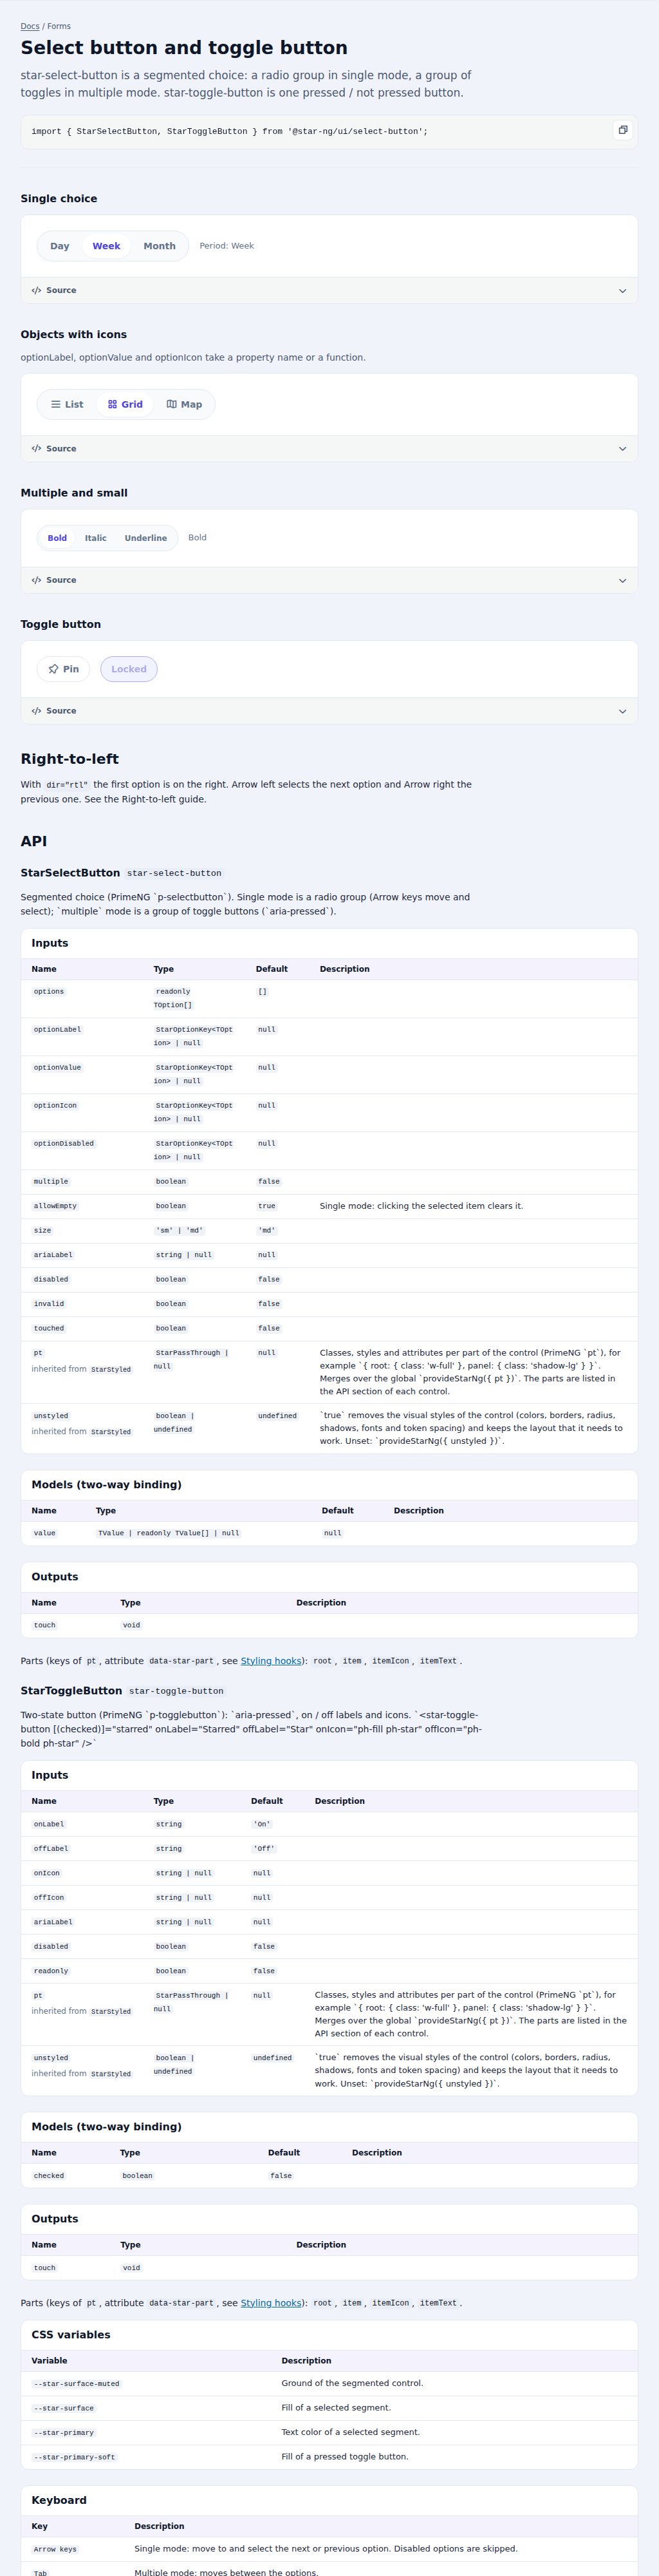 Docs / Forms
Select button and toggle button
star-select-button is a segmented choice: a radio group in single mode, a group of
toggles in multiple mode. star-toggle-button is one pressed / not pressed button.
import { StarSelectButton, StarToggleButton } from '@star-ng/ui/select-button';
Single choice
Day Week Month Period: Week
Source
Objects with icons
optionLabel, optionValue and optionIcon take a property name or a function.
List Grid Map
Source
Multiple and small
Bold Italic Underline Bold
Source
Toggle button
Pin Locked
Source
Right-to-left
With dir="rtl" the first option is on the right. Arrow left selects the next option and Arrow right the
previous one. See the Right-to-left guide.
API
StarSelectButton star-select-button
Segmented choice (PrimeNG `p-selectbutton`). Single mode is a radio group (Arrow keys move and
select); `multiple` mode is a group of toggle buttons (`aria-pressed`).
Inputs
Name Type Default Description
options readonly []
TOption[]
optionLabel StarOptionKey<TOpt null
ion> | null
optionValue StarOptionKey<TOpt null
ion> | null
optionIcon StarOptionKey<TOpt null
ion> | null
optionDisabled StarOptionKey<TOpt null
ion> | null
multiple boolean false
allowEmpty boolean true Single mode: clicking the selected item clears it.
size 'sm' | 'md' 'md'
ariaLabel string | null null
disabled boolean false
invalid boolean false
touched boolean false
pt StarPassThrough | null Classes, styles and attributes per part of the control (PrimeNG `pt`), for
inherited from StarStyled null example `{ root: { class: 'w-full' }, panel: { class: 'shadow-lg' } }`.
Merges over the global `provideStarNg({ pt })`. The parts are listed in
the API section of each control.
unstyled boolean | undefined `true` removes the visual styles of the control (colors, borders, radius,
inherited from StarStyled undefined shadows, fonts and token spacing) and keeps the layout that it needs to
work. Unset: `provideStarNg({ unstyled })`.
Models (two-way binding)
Name Type Default Description
value TValue | readonly TValue[] | null null
Outputs
Name Type Description
touch void
Parts (keys of pt, attribute data-star-part, see Styling hooks): root, item, itemIcon, itemText.
StarToggleButton star-toggle-button
Two-state button (PrimeNG `p-togglebutton`): `aria-pressed`, on / off labels and icons. `<star-toggle-
button [(checked)]="starred" onLabel="Starred" offLabel="Star" onIcon="ph-fill ph-star" offIcon="ph-
bold ph-star" />`
Inputs
Name Type Default Description
onLabel string 'On'
offLabel string 'Off'
onIcon string | null null
offIcon string | null null
ariaLabel string | null null
disabled boolean false
readonly boolean false
pt StarPassThrough | null Classes, styles and attributes per part of the control (PrimeNG `pt`), for
inherited from StarStyled null example `{ root: { class: 'w-full' }, panel: { class: 'shadow-lg' } }`.
Merges over the global `provideStarNg({ pt })`. The parts are listed in the
API section of each control.
unstyled boolean | undefined `true` removes the visual styles of the control (colors, borders, radius,
inherited from StarStyled undefined shadows, fonts and token spacing) and keeps the layout that it needs to
work. Unset: `provideStarNg({ unstyled })`.
Models (two-way binding)
Name Type Default Description
checked boolean false
Outputs
Name Type Description
touch void
Parts (keys of pt, attribute data-star-part, see Styling hooks): root, item, itemIcon, itemText.
CSS variables
Variable Description
--star-surface-muted Ground of the segmented control.
--star-surface Fill of a selected segment.
--star-primary Text color of a selected segment.
--star-primary-soft Fill of a pressed toggle button.
Keyboard
Key Description
Arrow keys Single mode: move to and select the next or previous option. Disabled options are skipped.
Tab Multiple mode: moves between the options.